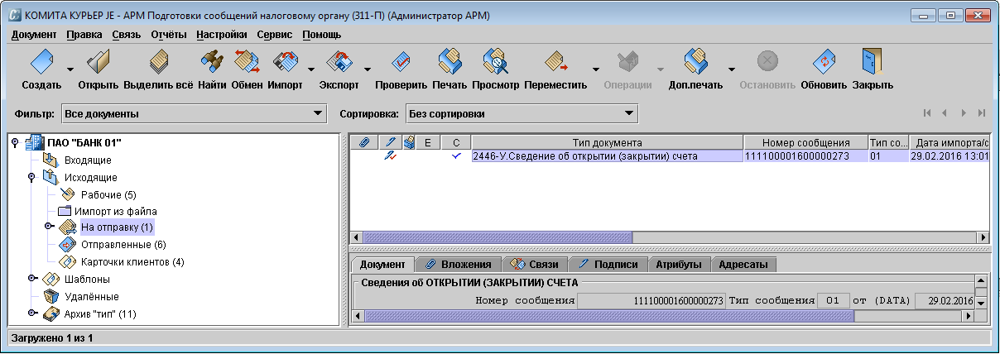 КОМИТА КУРЬЕР JE - АРМ Подготовки сообщений налоговому органу (311-П) (Администратор АРМ)
Документ Правка Связь Отчёты Настройки Сервис Помощь
Создать Открыть Выделить всё Найти Обмен Импорт Экспорт Проверить Печать Просмотр Переместить Операции Доп.печать Остановить Обновить Закрыть
Фильтр: Все документы Сортировка: Без сортировки
ПАО "БАНК 01"
Входящие
Исходящие
Рабочие (5)
Импорт из файла
На отправку (1)
Отправленные (6)
Карточки клиентов (4)
Шаблоны
Удалённые
Архив "тип" (11)
E С Тип документа Номер сообщения Тип со... Дата импорта/с
2446-У.Сведение об открытии (закрытии) счета 111100001600000273 01 29.02.2016 13:01
Документ Вложения Связи Подписи Атрибуты Адресаты
Сведения об ОТКРЫТИИ (ЗАКРЫТИИ) СЧЕТА
Номер сообщения 111100001600000273 Тип сообщения 01 от (DATA) 29.02.2016
Загружено 1 из 1